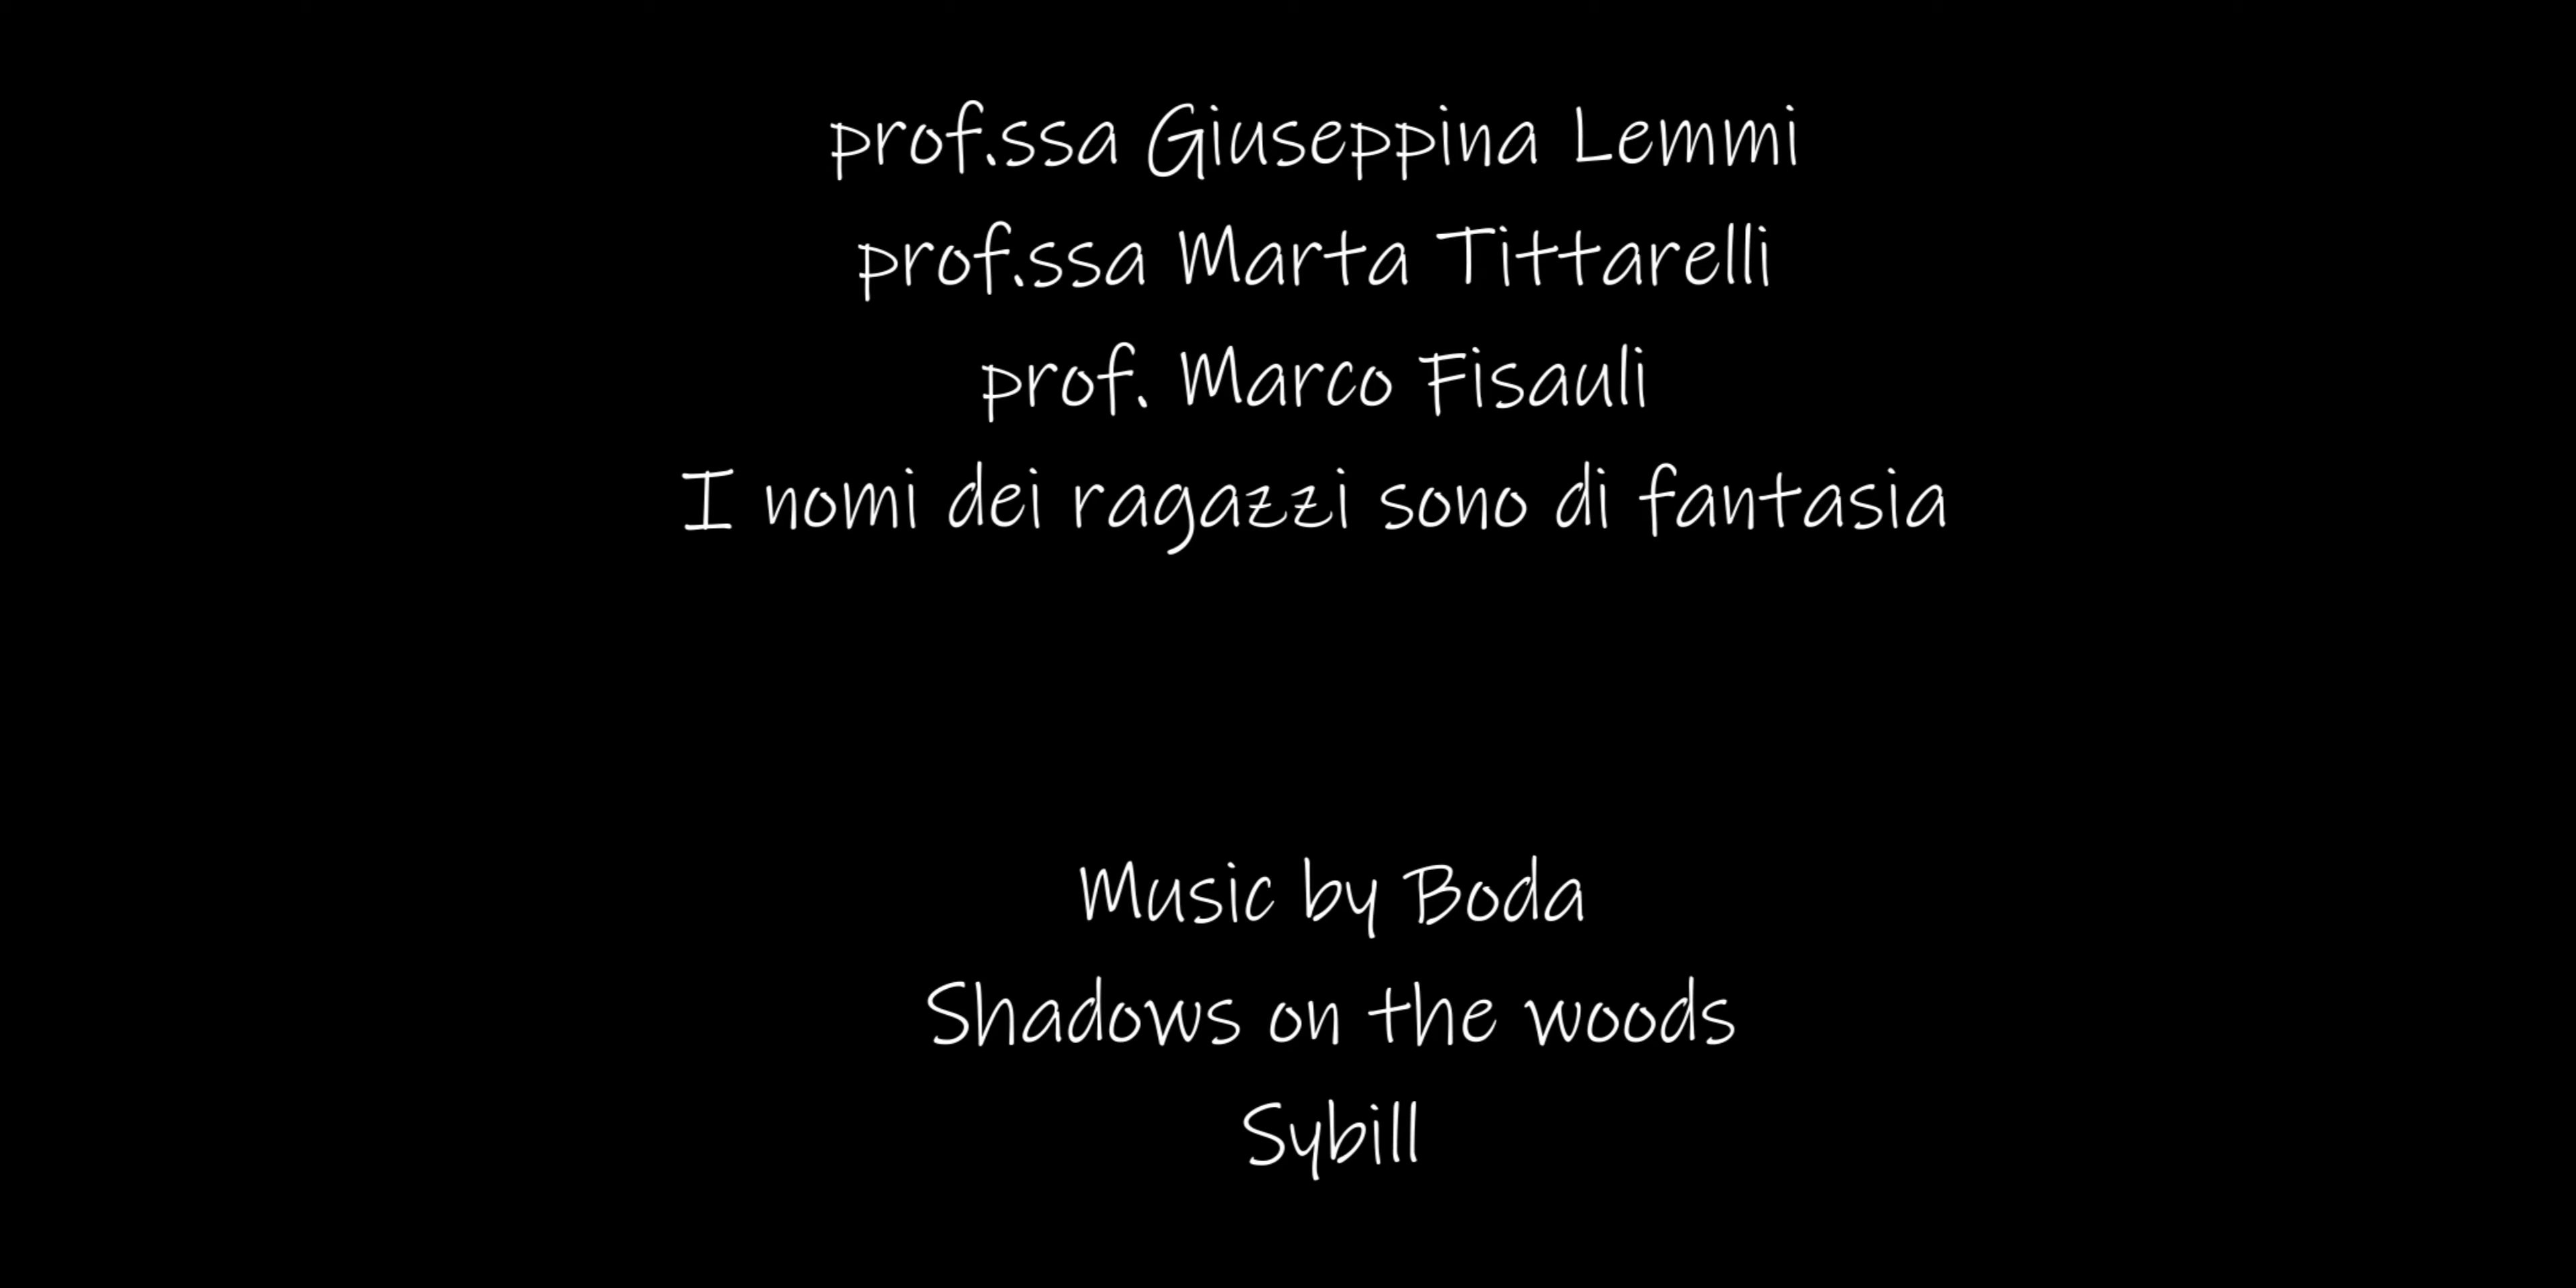 prof.ssa Giuseppina Lemmi
prof.ssa Marta Tittarelli
prof. Marco Fisauli
I nomi dei ragazzi sono di fantasia
Music by Boda
Shadows on the woods
Sybill